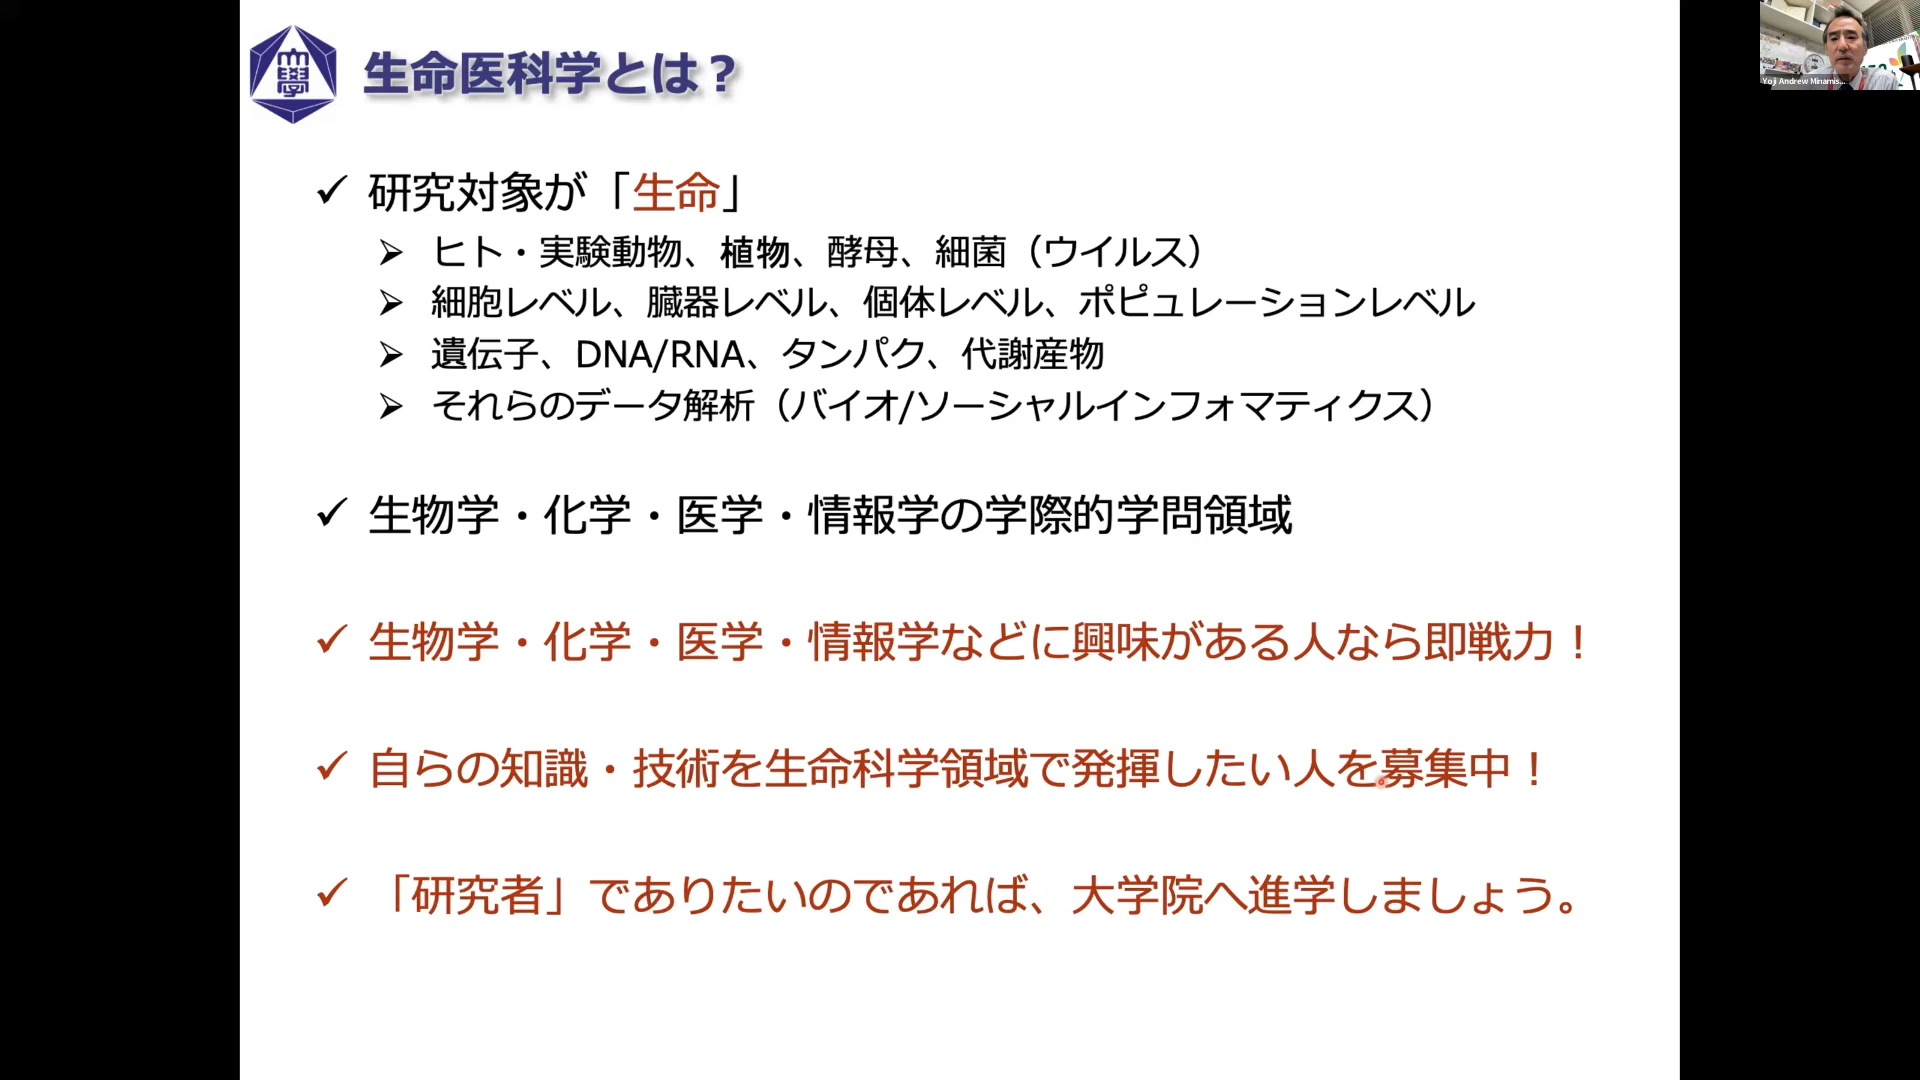 大學
生命医科学とは？
Yoji Andrew Minamis...
✓ 研究対象が「生命」
➢ ヒト・実験動物、植物、酵母、細菌（ウイルス）
➢ 細胞レベル、臓器レベル、個体レベル、ポピュレーションレベル
➢ 遺伝子、DNA/RNA、タンパク、代謝産物
➢ それらのデータ解析（バイオ/ソーシャルインフォマティクス）
✓ 生物学・化学・医学・情報学の学際的学問領域
✓ 生物学・化学・医学・情報学などに興味がある人なら即戦力！
✓ 自らの知識・技術を生命科学領域で発揮したい人を募集中！
✓ 「研究者」でありたいのであれば、大学院へ進学しましょう。